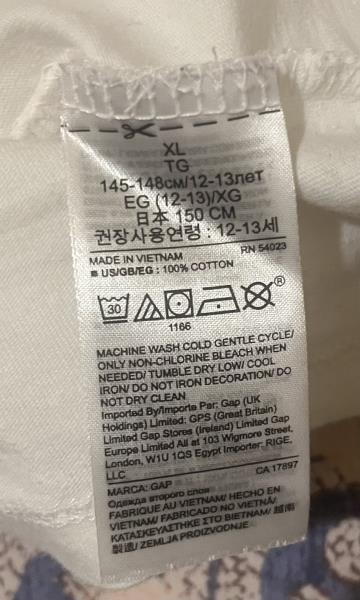 XL
TG
145-148см/12-13лет
EG (12-13)/XG
日本 150 CM
권장사용연령 : 12-13세
RN 54023
MADE IN VIETNAM
■ US/GB/EG : 100% COTTON
30
®
1166
MACHINE WASH COLD GENTLE CYCLE/
ONLY NON-CHLORINE BLEACH WHEN
NEEDED/ TUMBLE DRY LOW/ COOL
IRON/ DO NOT IRON DECORATION/ DO
NOT DRY CLEAN
Imported By/Importe Par: Gap (UK
Holdings) Limited: GPS (Great Britain)
Limited Gap Stores (Ireland) Limited Gap
Europe Limited All at 103 Wigmore Street,
London, W1U 1QS Egypt Importer: RIGE,
LLC
CA 17897
MARCA: GAP
Одежда второго слоя
FABRIQUE AU VIETNAM/ HECHO EN
VIETNAM/ FABRICADO NO VIETNÃ/
ΚΑΤΑΣΚΕΥΑΣΤΗΚΕ ΣΤΟ ΒΙΕΤΝΑΜ/ 越南
製造/ ZEMLJA PROIZVODNJE: